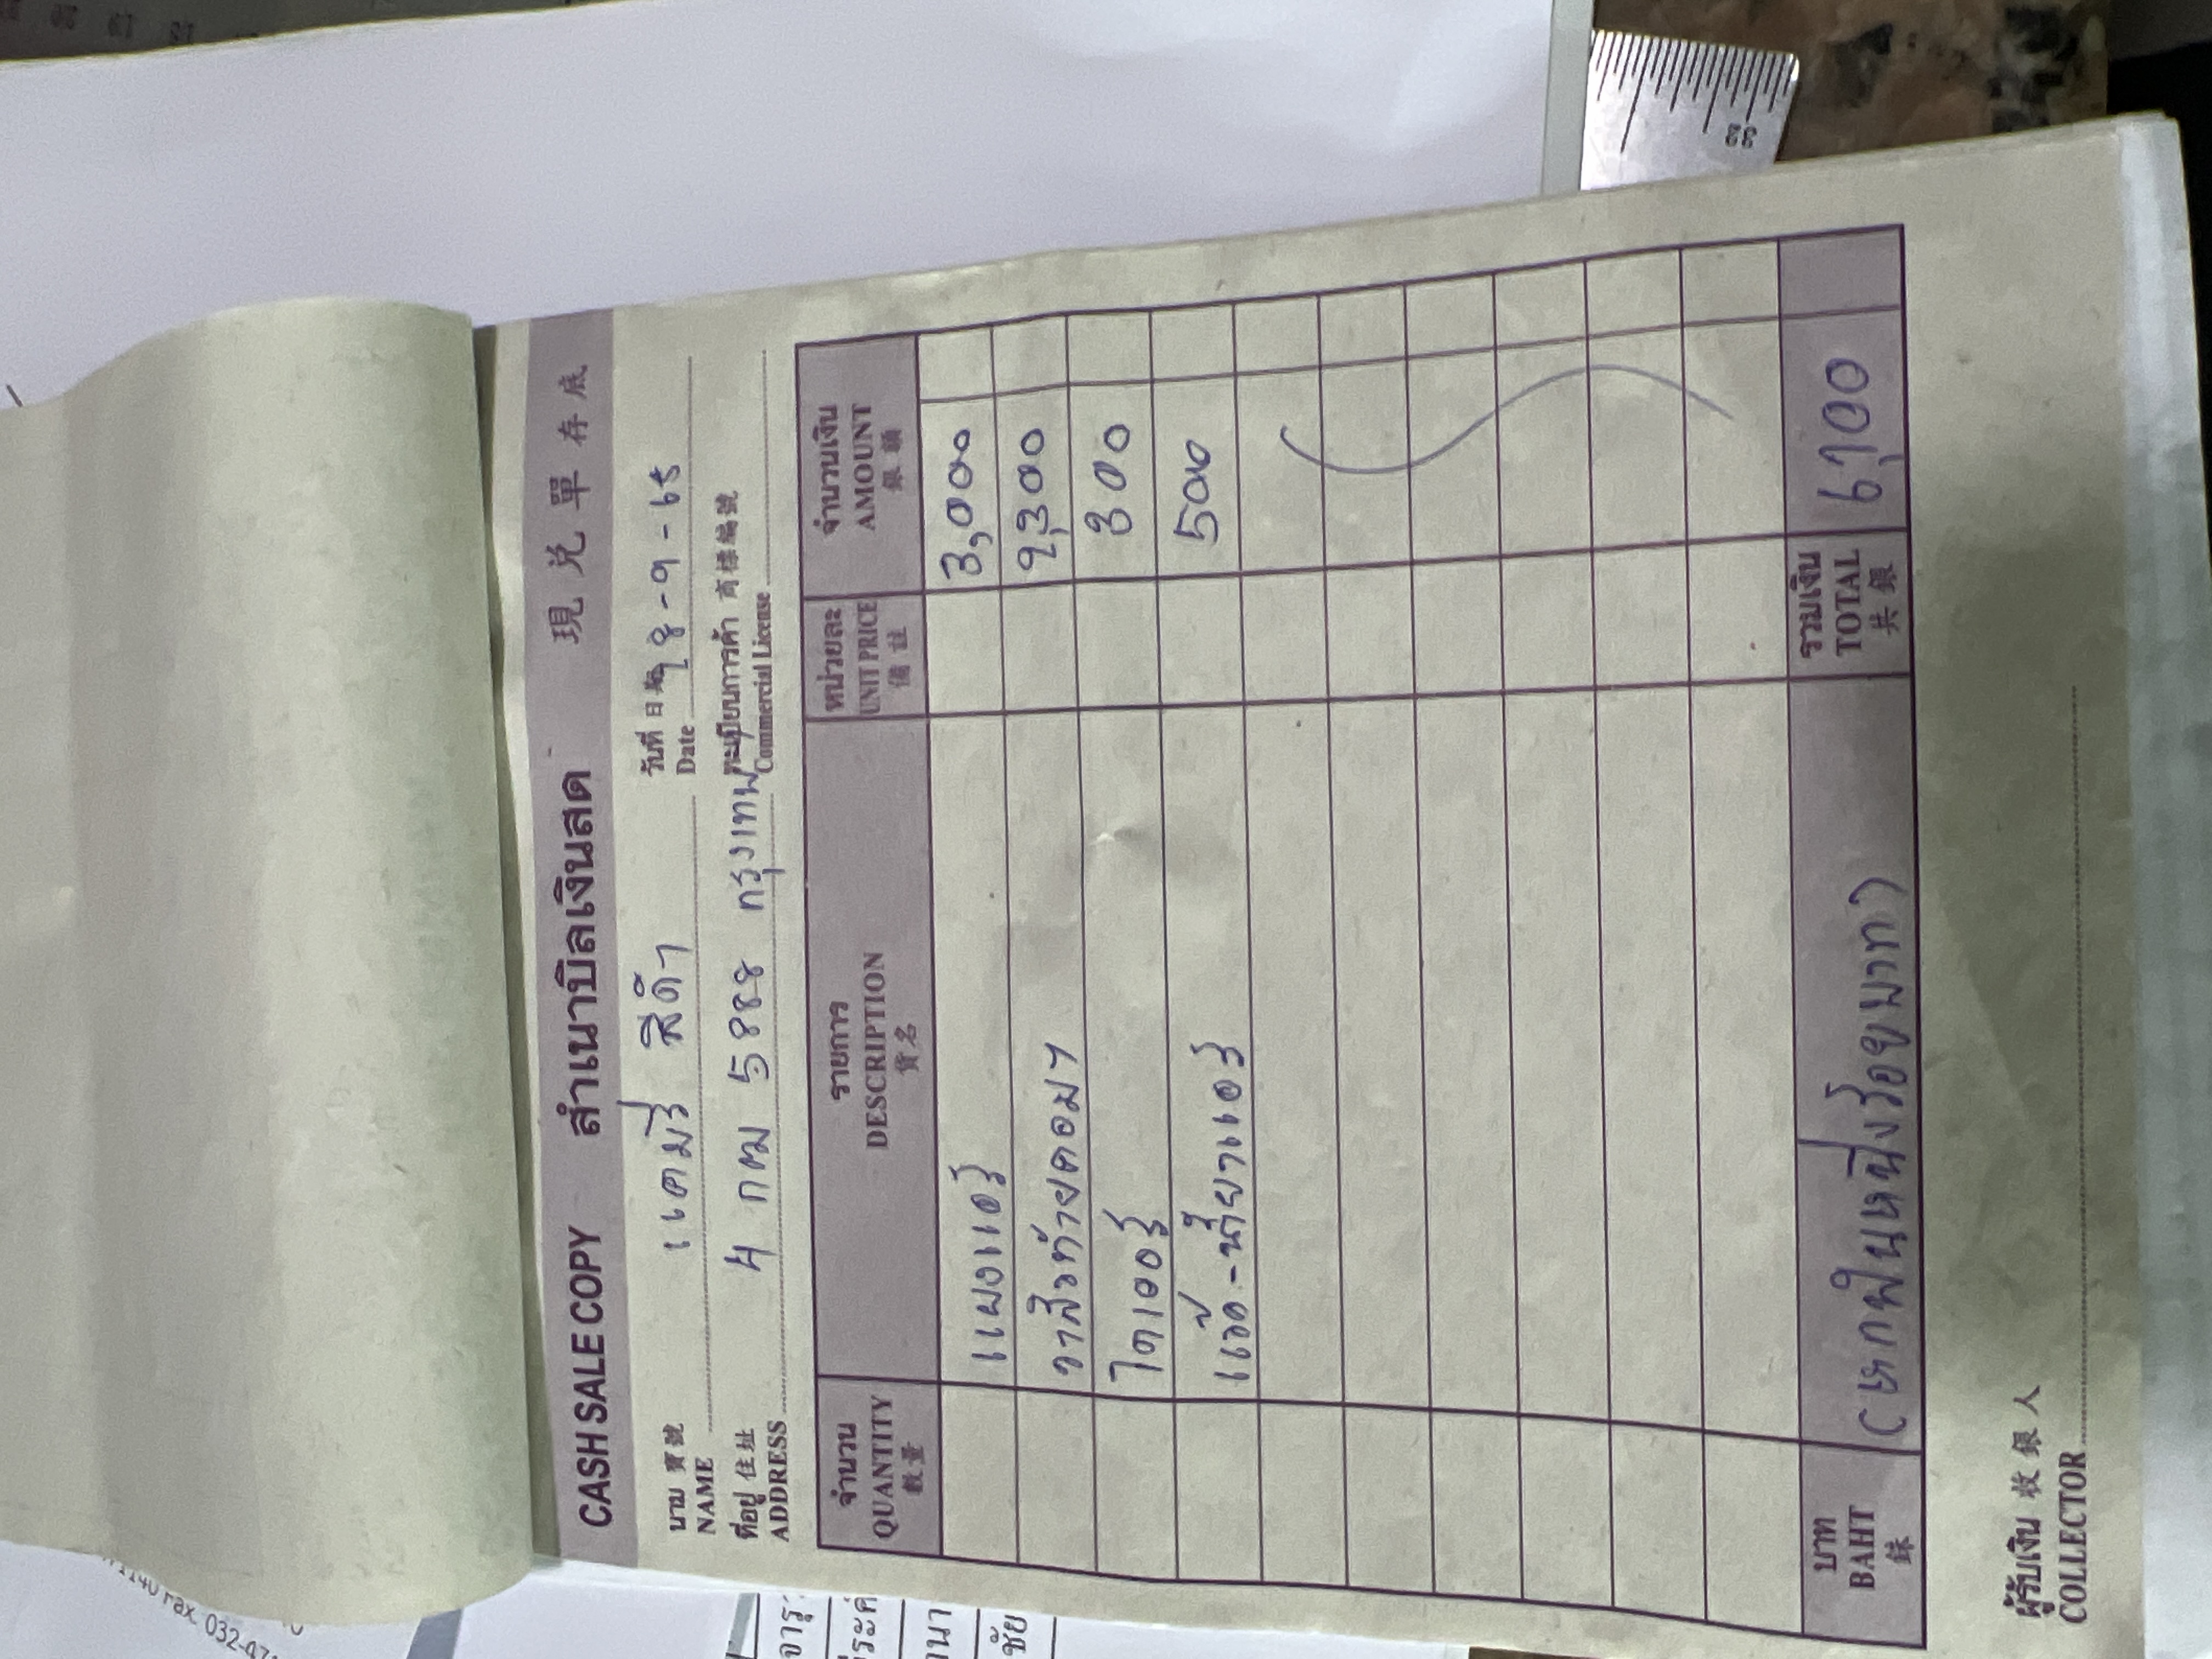 CASH SALE COPY สำเนาบิลเงินสด 現兑單存底
นาม 寶號 NAME แคมรี่ สีดำ
วันที่ 日期 Date 28-9-65
ที่อยู่ 住址 ADDRESS 4 กฒ 5888 กรุงเทพ
ทะเบียนการค้า 商標編號 Commercial License
จำนวน QUANTITY 數量
รายการ DESCRIPTION 貨名
หน่วยละ UNIT PRICE 備註
จำนวนเงิน AMOUNT 銀額
แผงแอร์ 3,000
วาล์วท้ายคอมฯ 2,300
ไดเออร์ 800
แว็ค-น้ำยาแอร์ 500
บาท BAHT 銖 (หกพันหนึ่งร้อยบาท)
รวมเงิน TOTAL 共銀 6,100
ผู้รับเงิน 收銀人
COLLECTOR
1140 Fax. 032-
32